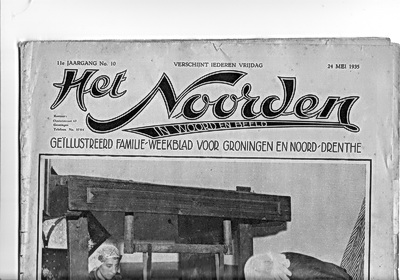 11e JAARGANG No. 10 VERSCHIJNT IEDEREN VRIJDAG 24 MEI 1935
Het Noorden
IN WOORD EN BEELD
GEÏLLUSTREERD FAMILIE-WEEKBLAD VOOR GRONINGEN EN NOORD-DRENTHE